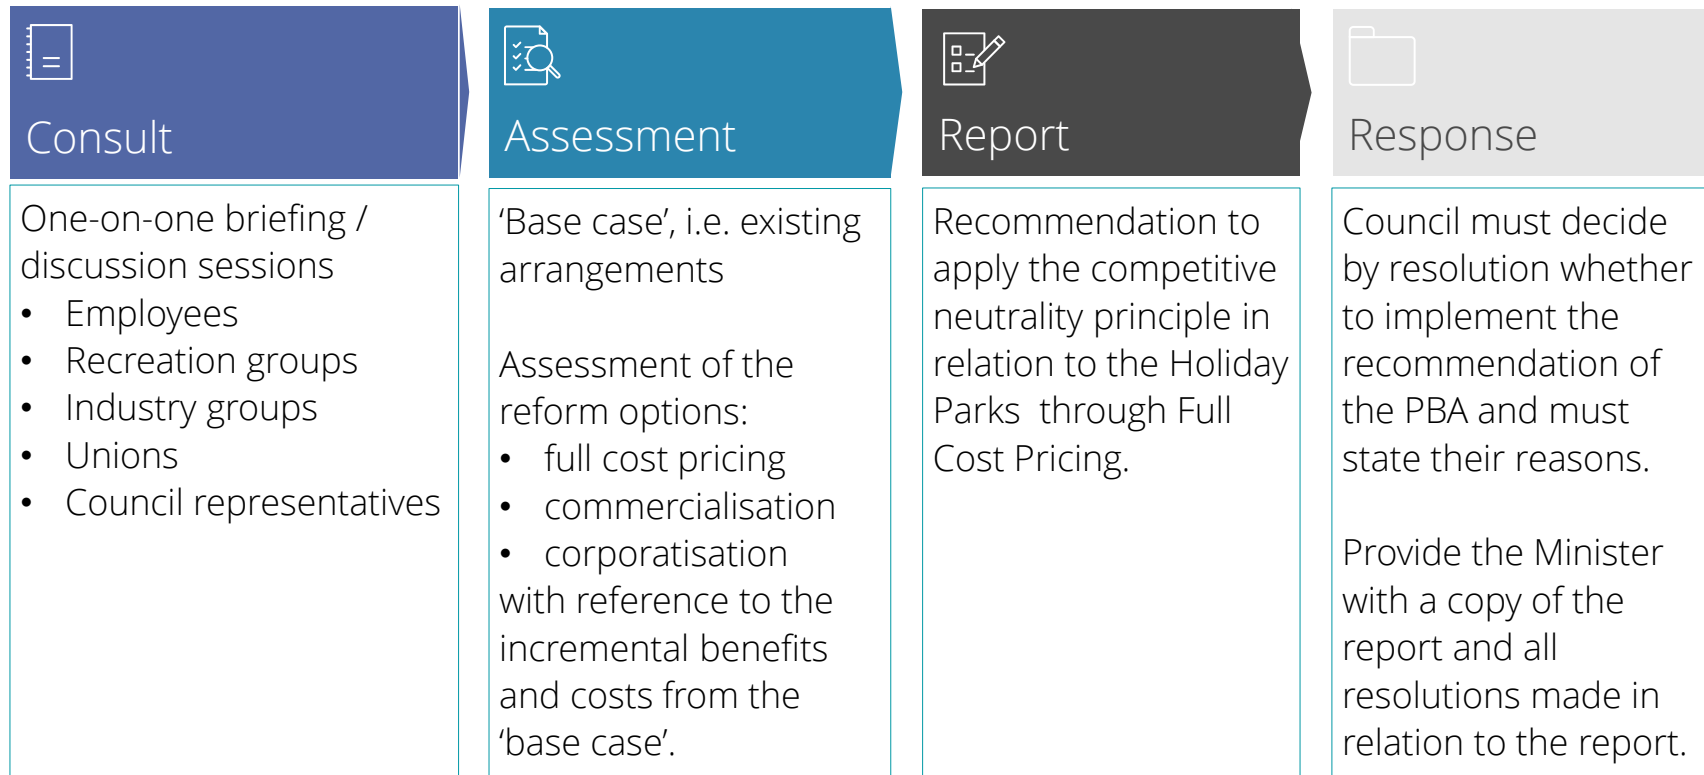 Consult
One-on-one briefing /
discussion sessions
• Employees
• Recreation groups
• Industry groups
• Unions
• Council representatives
Assessment
‘Base case’, i.e. existing
arrangements
Assessment of the
reform options:
• full cost pricing
• commercialisation
• corporatisation
with reference to the
incremental benefits
and costs from the
‘base case’.
Report
Recommendation to
apply the competitive
neutrality principle in
relation to the Holiday
Parks through Full
Cost Pricing.
Response
Council must decide
by resolution whether
to implement the
recommendation of
the PBA and must
state their reasons.
Provide the Minister
with a copy of the
report and all
resolutions made in
relation to the report.